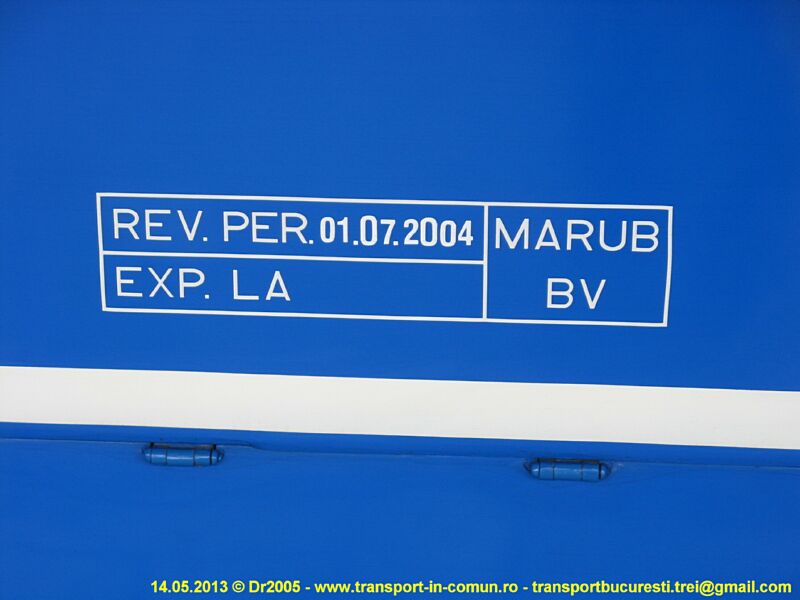 REV. PER. 01.07.2004
EXP. LA
MARUB
BV
14.05.2013 © Dr2005 - www.transport-in-comun.ro - transportbucuresti.trei@gmail.com